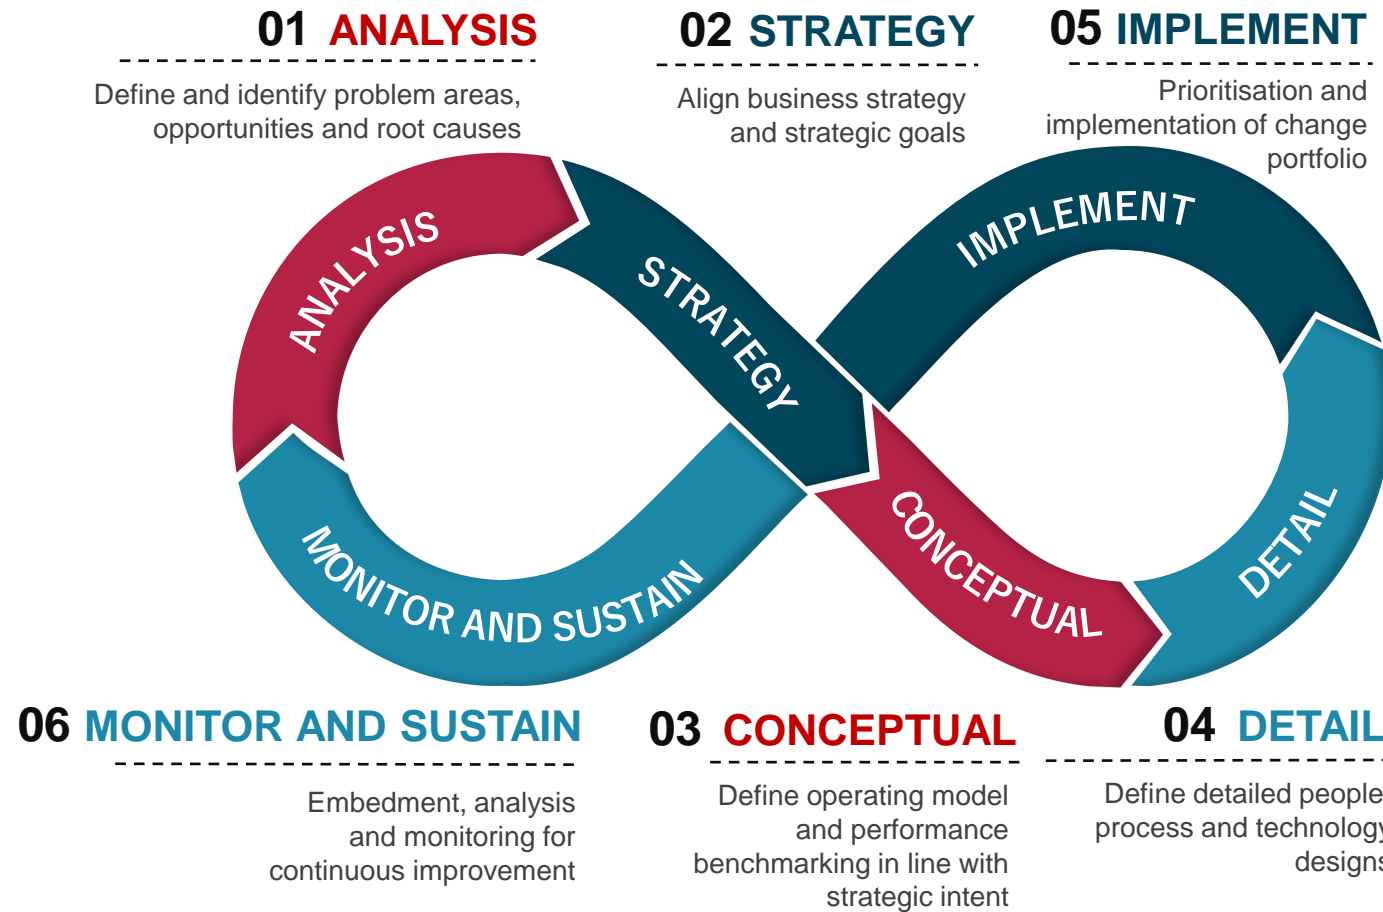 01 ANALYSIS
Define and identify problem areas,
opportunities and root causes
02 STRATEGY
Align business strategy
and strategic goals
05 IMPLEMENT
Prioritisation and
implementation of change
portfolio
ANALYSIS
STRATEGY
IMPLEMENT
MONITOR AND SUSTAIN
CONCEPTUAL
DETAIL
06 MONITOR AND SUSTAIN
Embedment, analysis
and monitoring for
continuous improvement
03 CONCEPTUAL
Define operating model
and performance
benchmarking in line with
strategic intent
04 DETAIL
Define detailed people
process and technology
designs